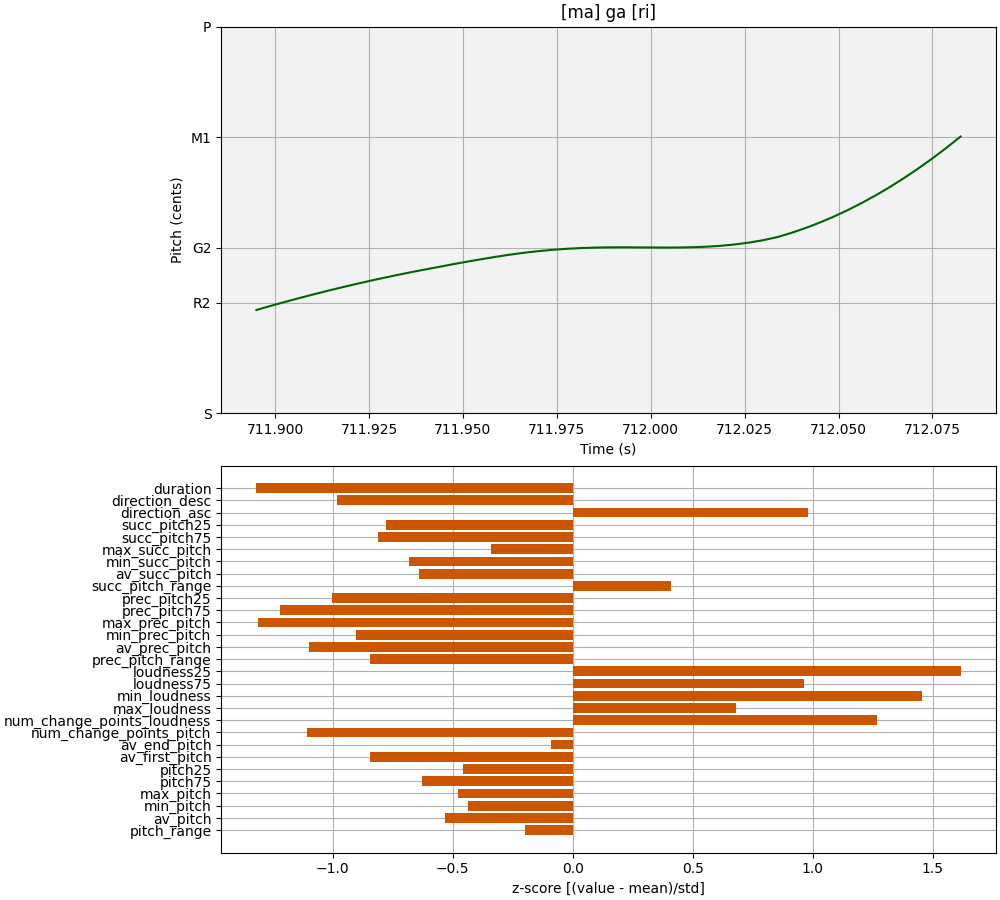 [ma] ga [ri]
P
M1
G2
R2
S
Pitch (cents)
711.900 711.925 711.950 711.975 712.000 712.025 712.050 712.075
Time (s)
duration
direction_desc
direction_asc
succ_pitch25
succ_pitch75
max_succ_pitch
min_succ_pitch
av_succ_pitch
succ_pitch_range
prec_pitch25
prec_pitch75
max_prec_pitch
min_prec_pitch
av_prec_pitch
prec_pitch_range
loudness25
loudness75
min_loudness
max_loudness
num_change_points_loudness
num_change_points_pitch
av_end_pitch
av_first_pitch
pitch25
pitch75
max_pitch
min_pitch
av_pitch
pitch_range
−1.0 −0.5 0.0 0.5 1.0 1.5
z-score [(value - mean)/std]